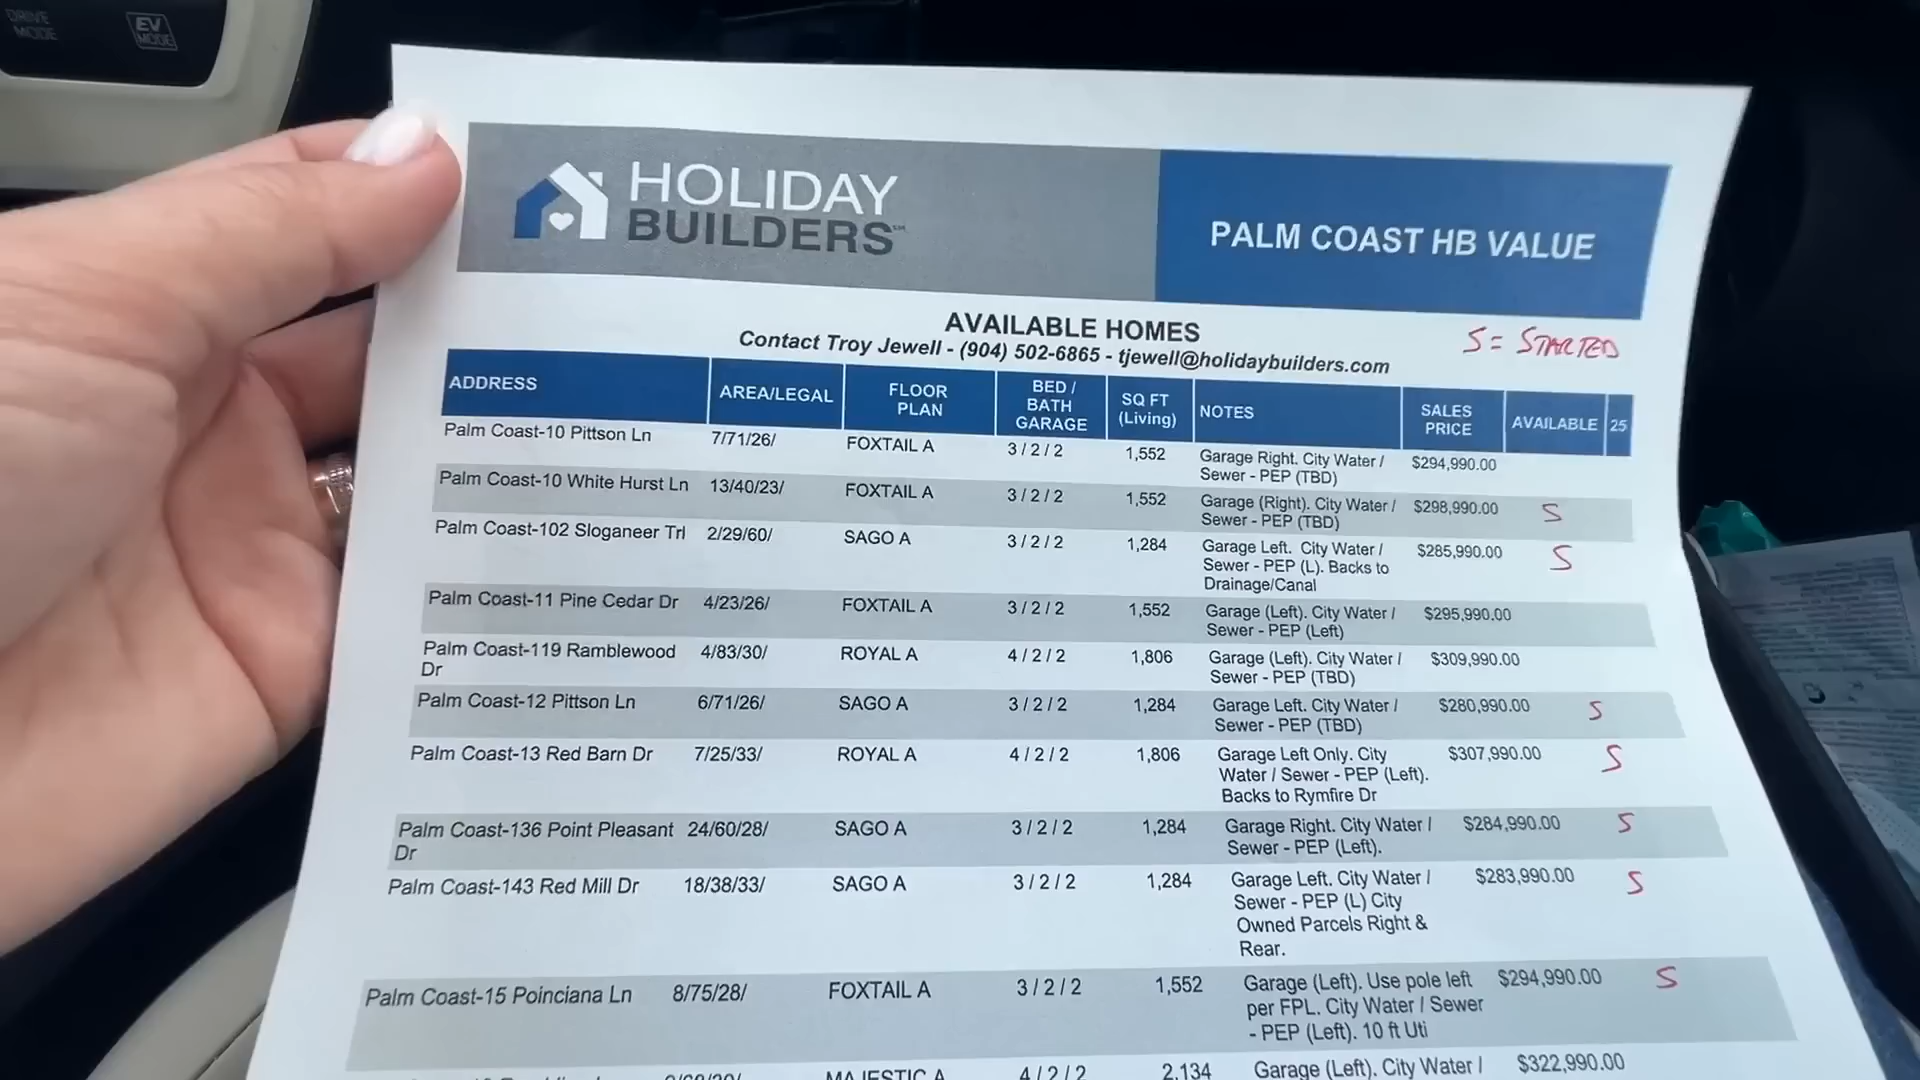 DRIVE
MODE
EV
MODE
HOLIDAY
BUILDERS℠
PALM COAST HB VALUE
AVAILABLE HOMES
S = STARTED
Contact Troy Jewell - (904) 502-6865 - tjewell@holidaybuilders.com
ADDRESS AREA/LEGAL FLOOR PLAN BED / BATH GARAGE SQ FT (Living) NOTES SALES PRICE AVAILABLE 25
Palm Coast-10 Pittson Ln 7/71/26/ FOXTAIL A 3 / 2 / 2 1,552 Garage Right. City Water / $294,990.00
Sewer - PEP (TBD)
Palm Coast-10 White Hurst Ln 13/40/23/ FOXTAIL A 3 / 2 / 2 1,552 Garage (Right). City Water / $298,990.00 S
Sewer - PEP (TBD)
Palm Coast-102 Sloganeer Trl 2/29/60/ SAGO A 3 / 2 / 2 1,284 Garage Left. City Water / $285,990.00 S
Sewer - PEP (L). Backs to
Drainage/Canal
Palm Coast-11 Pine Cedar Dr 4/23/26/ FOXTAIL A 3 / 2 / 2 1,552 Garage (Left). City Water / $295,990.00
Sewer - PEP (Left)
Palm Coast-119 Ramblewood 4/83/30/ ROYAL A 4 / 2 / 2 1,806 Garage (Left). City Water / $309,990.00
Dr Sewer - PEP (TBD)
Palm Coast-12 Pittson Ln 6/71/26/ SAGO A 3 / 2 / 2 1,284 Garage Left. City Water / $280,990.00 S
Sewer - PEP (TBD)
Palm Coast-13 Red Barn Dr 7/25/33/ ROYAL A 4 / 2 / 2 1,806 Garage Left Only. City $307,990.00 S
Water / Sewer - PEP (Left).
Backs to Rymfire Dr
Palm Coast-136 Point Pleasant 24/60/28/ SAGO A 3 / 2 / 2 1,284 Garage Right. City Water / $284,990.00 S
Dr Sewer - PEP (Left).
Palm Coast-143 Red Mill Dr 18/38/33/ SAGO A 3 / 2 / 2 1,284 Garage Left. City Water / $283,990.00 S
Sewer - PEP (L) City
Owned Parcels Right &
Rear.
Palm Coast-15 Poinciana Ln 8/75/28/ FOXTAIL A 3 / 2 / 2 1,552 Garage (Left). Use pole left $294,990.00 S
per FPL. City Water / Sewer
- PEP (Left). 10 ft Uti
MAJESTIC A 4 / 2 / 2 2,134 Garage (Left). City Water / $322,990.00